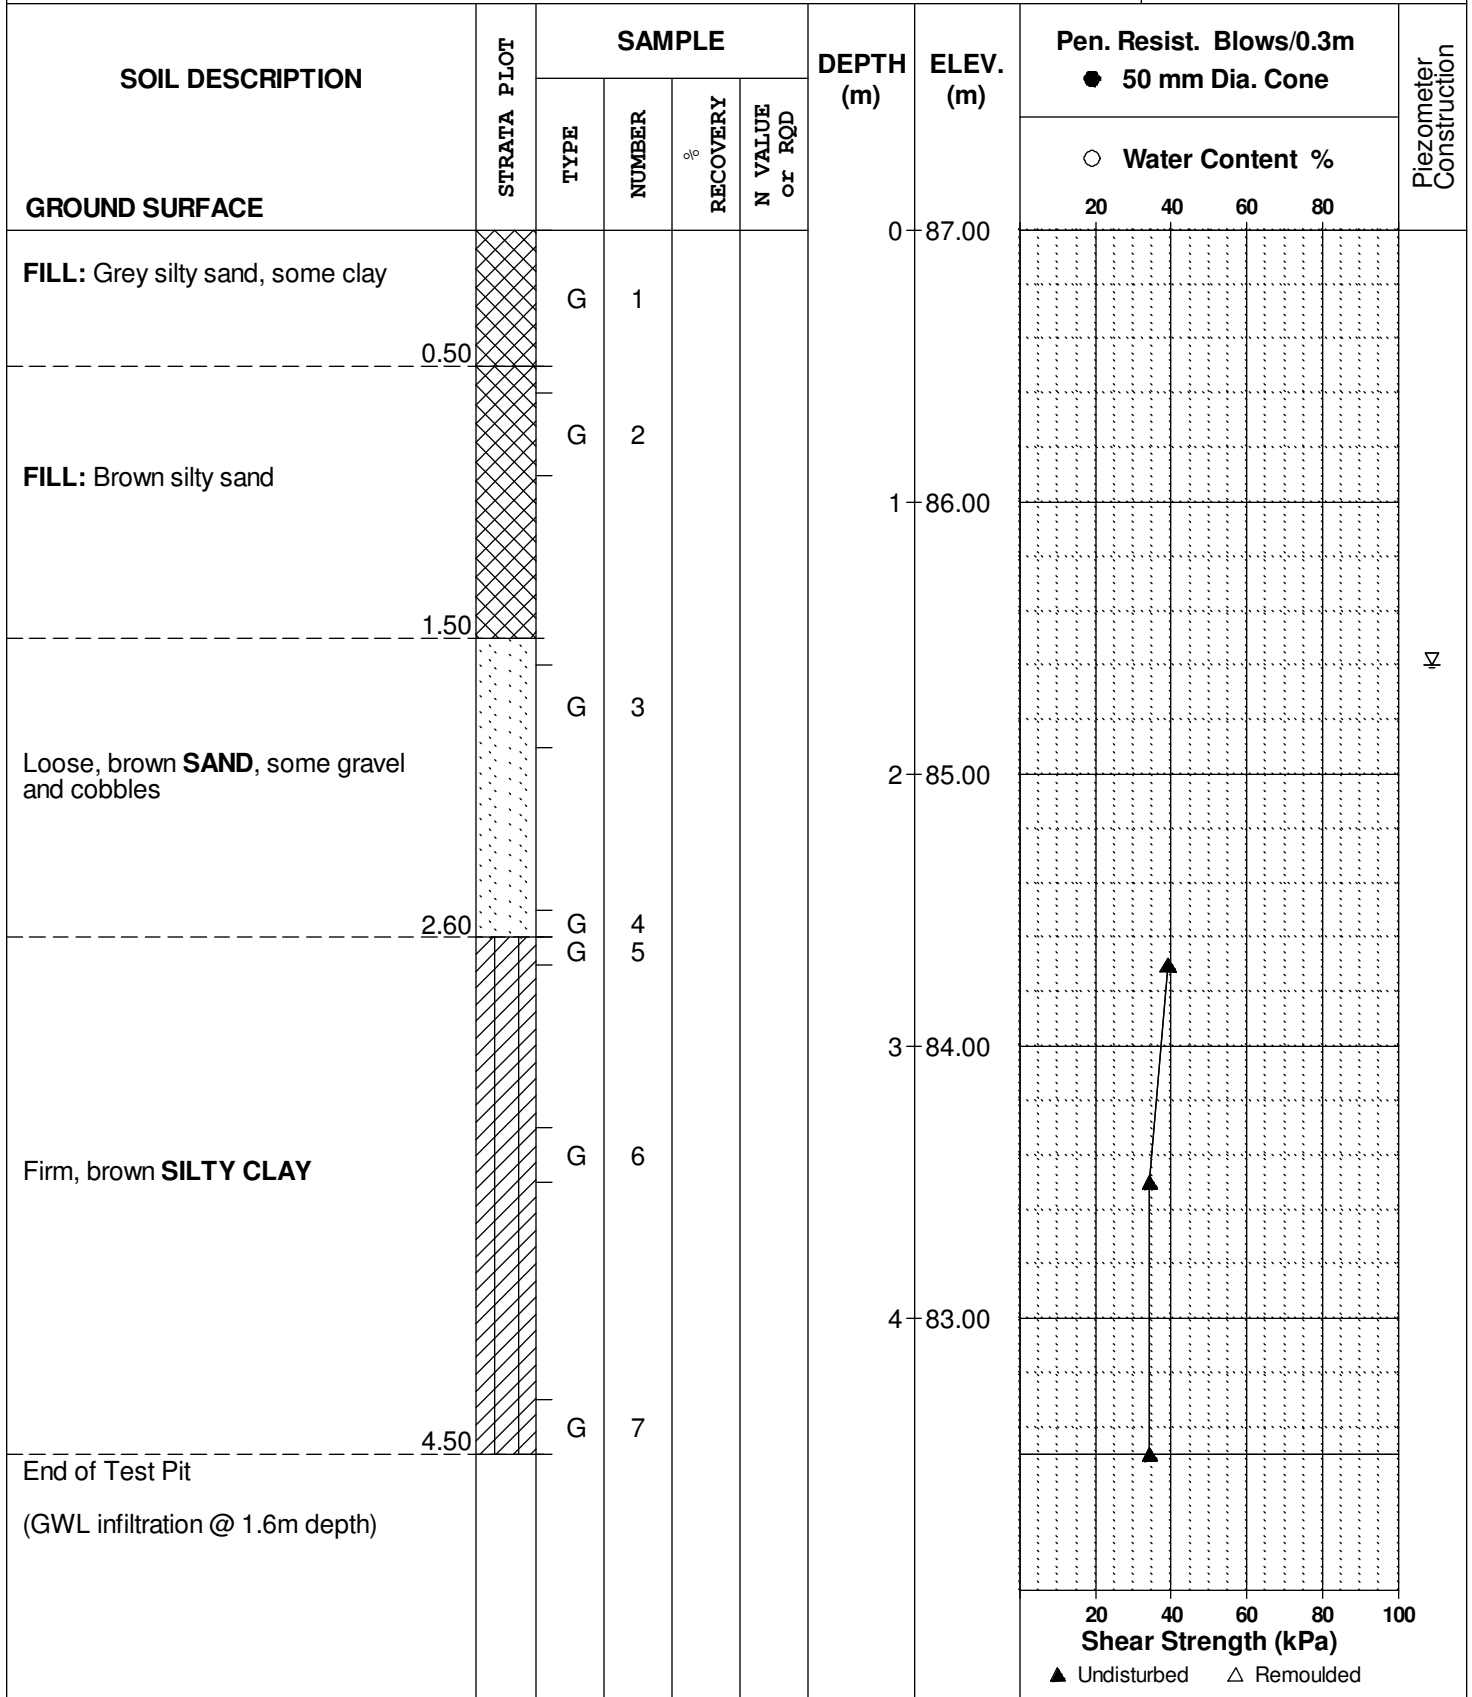 SOIL DESCRIPTION
GROUND SURFACE
STRATA PLOT
SAMPLE
TYPE
NUMBER
%
RECOVERY
N VALUE
or RQD
DEPTH
(m)
ELEV.
(m)
Pen. Resist. Blows/0.3m
● 50 mm Dia. Cone
○ Water Content %
20 40 60 80
Piezometer
Construction
0 87.00
FILL: Grey silty sand, some clay
G 1
0.50
G 2
FILL: Brown silty sand
1 86.00
1.50
G 3
Loose, brown SAND, some gravel
and cobbles
2 85.00
2.60
G 4
G 5
3 84.00
G 6
Firm, brown SILTY CLAY
4 83.00
G 7
4.50
End of Test Pit
(GWL infiltration @ 1.6m depth)
20 40 60 80 100
Shear Strength (kPa)
▲ Undisturbed △ Remoulded